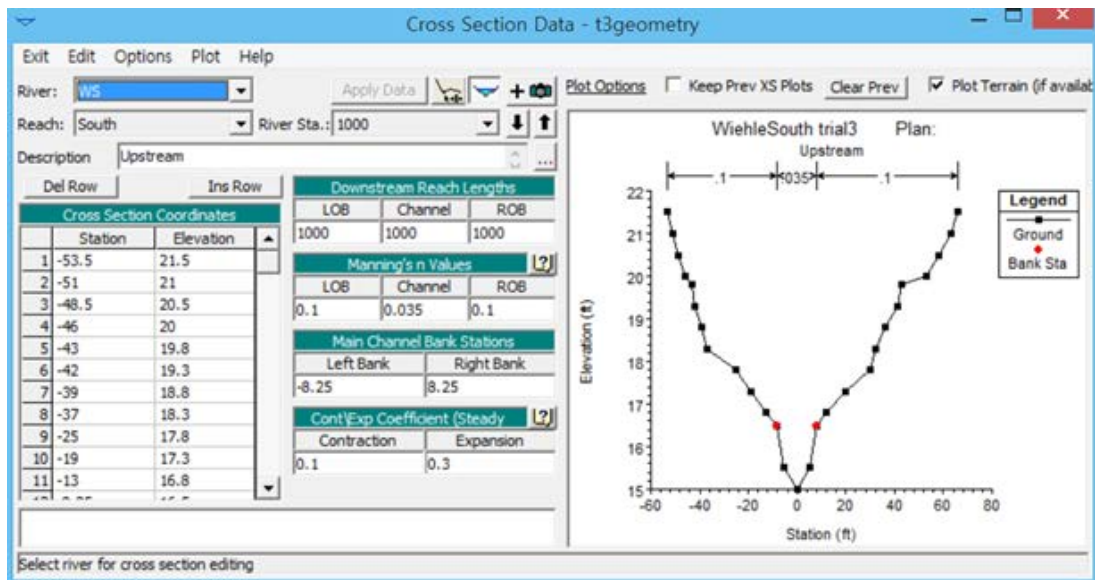 Cross Section Data - t3geometry
Exit Edit Options Plot Help
River: WS Apply Data Plot Options Keep Prev XS Plots Clear Prev Plot Terrain (if availab
Reach: South River Sta.: 1000
Description Upstream ...
Del Row Ins Row
Cross Section Coordinates
Station Elevation
1 -53.5 21.5
2 -51 21
3 -48.5 20.5
4 -46 20
5 -43 19.8
6 -42 19.3
7 -39 18.8
8 -37 18.3
9 -25 17.8
10 -19 17.3
11 -13 16.8
Downstream Reach Lengths
LOB Channel ROB
1000 1000 1000
Manning's n Values
LOB Channel ROB
0.1 0.035 0.1
Main Channel Bank Stations
Left Bank Right Bank
-8.25 8.25
Cont\Exp Coefficient (Steady
Contraction Expansion
0.1 0.3
WiehleSouth trial3 Plan:
Upstream
.1 .035 .1
Elevation (ft)
22
21
20
19
18
17
16
15
-60 -40 -20 0 20 40 60 80
Station (ft)
Legend
Ground
Bank Sta
Select river for cross section editing